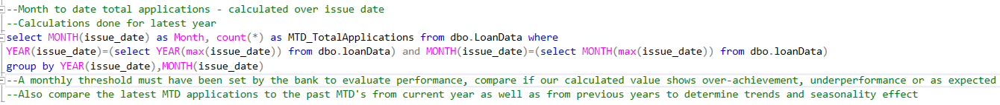 --Month to date total applications - calculated over issue date
--Calculations done for latest year
select MONTH(issue_date) as Month, count(*) as MTD_TotalApplications from dbo.LoanData where
YEAR(issue_date)=(select YEAR(max(issue_date)) from dbo.loanData) and MONTH(issue_date)=(select MONTH(max(issue_date)) from dbo.loanData)
group by YEAR(issue_date),MONTH(issue_date)
--A monthly threshold must have been set by the bank to evaluate performance, compare if our calculated value shows over-achievement, underperformance or as expected
--Also compare the latest MTD applications to the past MTD's from current year as well as from previous years to determine trends and seasonality effect